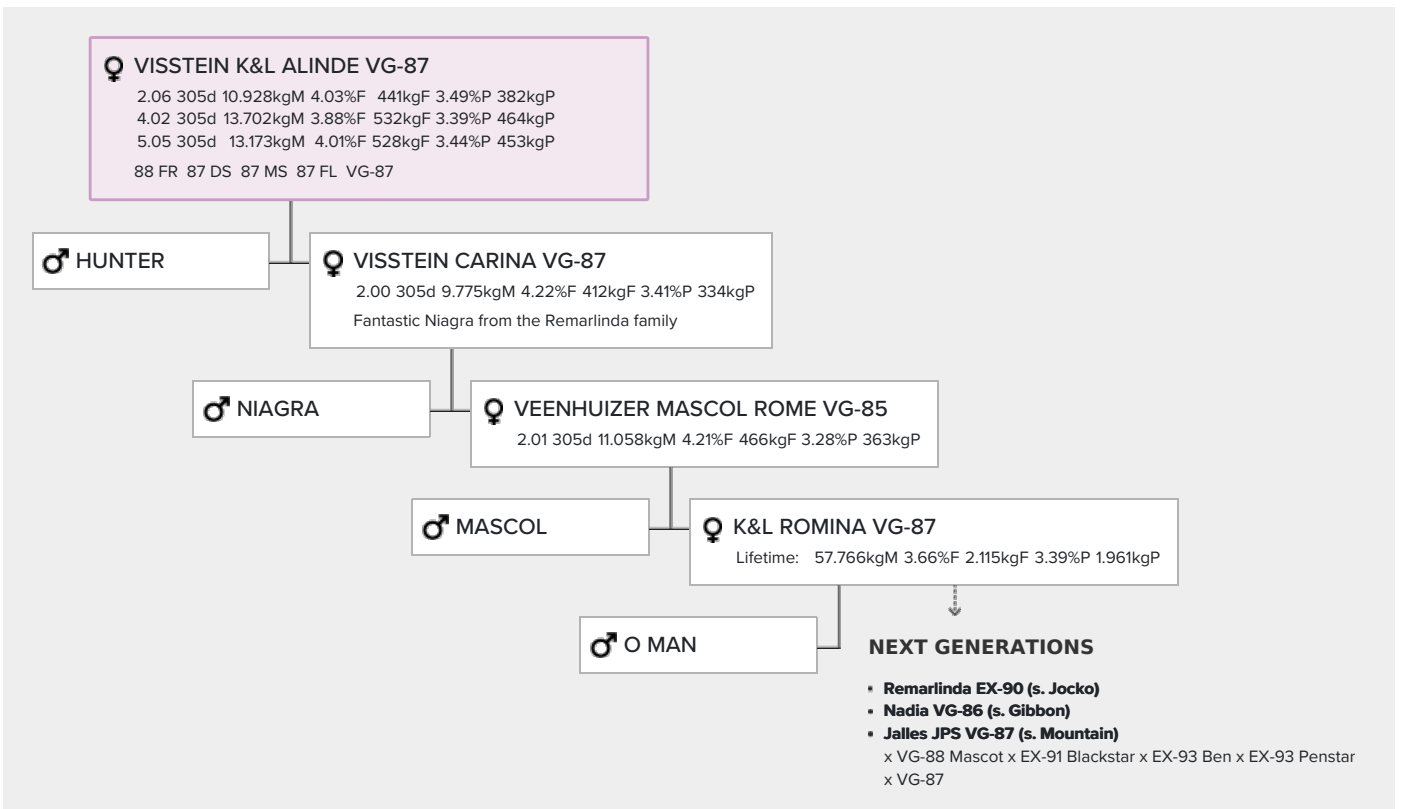 VISSTEIN K&L ALINDE VG-87
2.06 305d 10.928kgM 4.03%F 441kgF 3.49%P 382kgP
4.02 305d 13.702kgM 3.88%F 532kgF 3.39%P 464kgP
5.05 305d 13.173kgM 4.01%F 528kgF 3.44%P 453kgP
88 FR 87 DS 87 MS 87 FL VG-87
HUNTER
VISSTEIN CARINA VG-87
2.00 305d 9.775kgM 4.22%F 412kgF 3.41%P 334kgP
Fantastic Niagra from the Remarlinda family
NIAGRA
VEENHUIZER MASCOL ROME VG-85
2.01 305d 11.058kgM 4.21%F 466kgF 3.28%P 363kgP
MASCOL
K&L ROMINA VG-87
Lifetime: 57.766kgM 3.66%F 2.115kgF 3.39%P 1.961kgP
O MAN
NEXT GENERATIONS
▪ Remarlinda EX-90 (s. Jocko)
▪ Nadia VG-86 (s. Gibbon)
▪ Jalles JPS VG-87 (s. Mountain)
x VG-88 Mascot x EX-91 Blackstar x EX-93 Ben x EX-93 Penstar
x VG-87